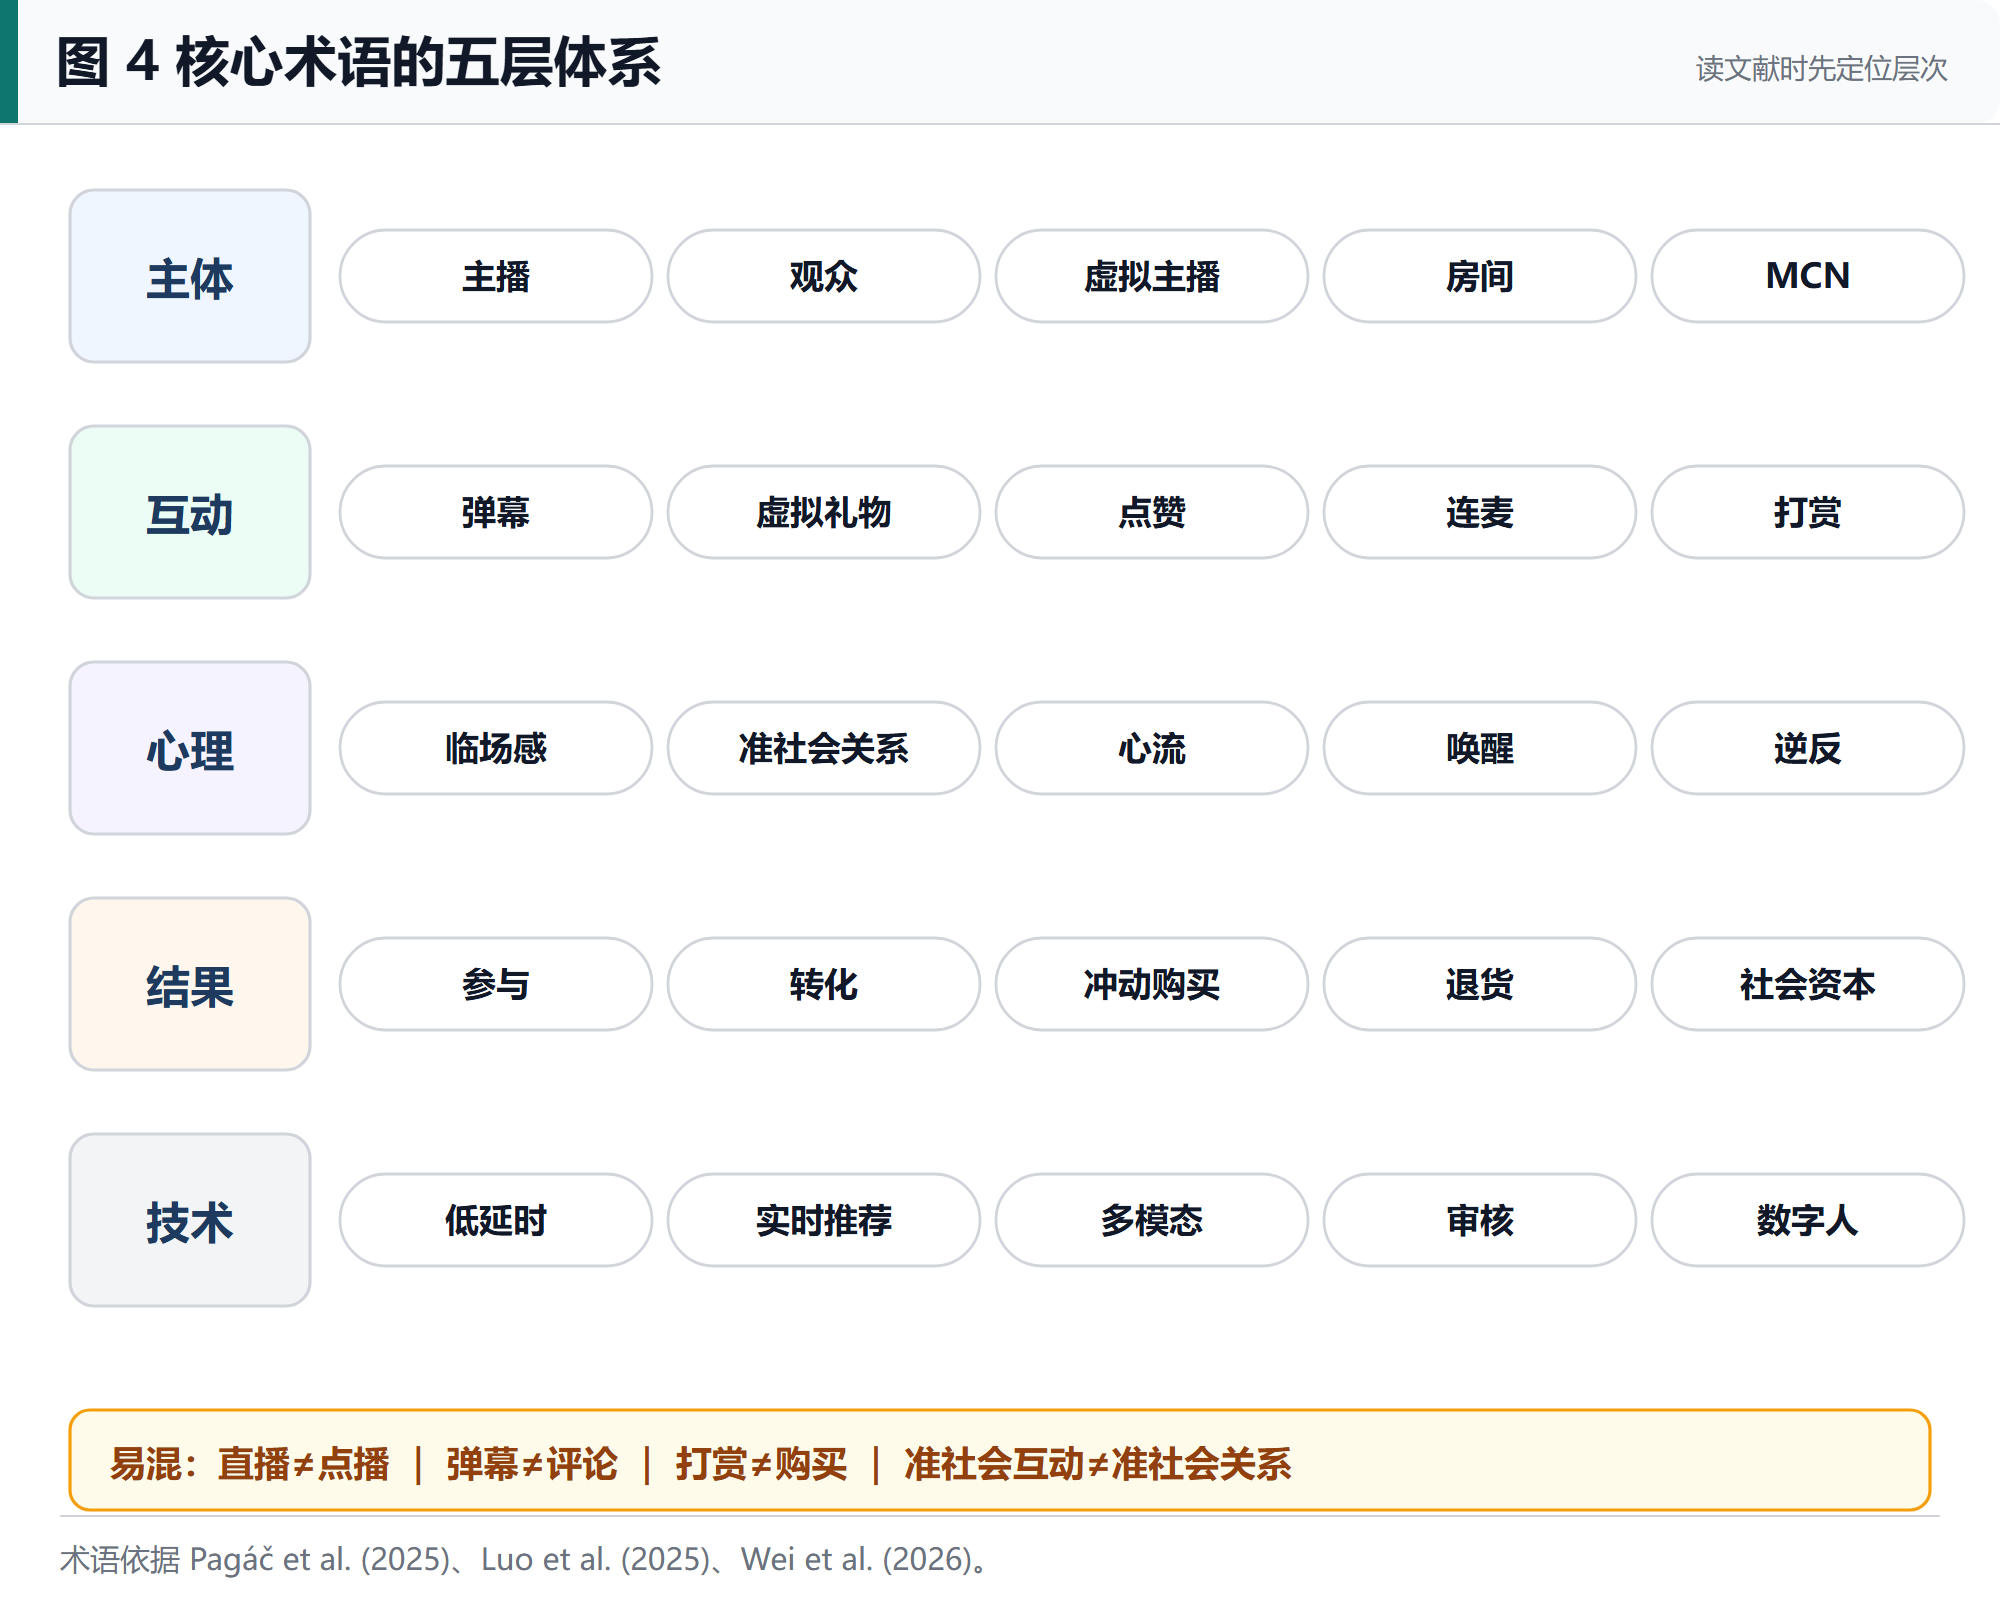 图 4 核心术语的五层体系
读文献时先定位层次
主体
主播
观众
虚拟主播
房间
MCN
互动
弹幕
虚拟礼物
点赞
连麦
打赏
心理
临场感
准社会关系
心流
唤醒
逆反
结果
参与
转化
冲动购买
退货
社会资本
技术
低延时
实时推荐
多模态
审核
数字人
易混：直播≠点播 | 弹幕≠评论 | 打赏≠购买 | 准社会互动≠准社会关系
术语依据 Pagáč et al. (2025)、Luo et al. (2025)、Wei et al. (2026)。